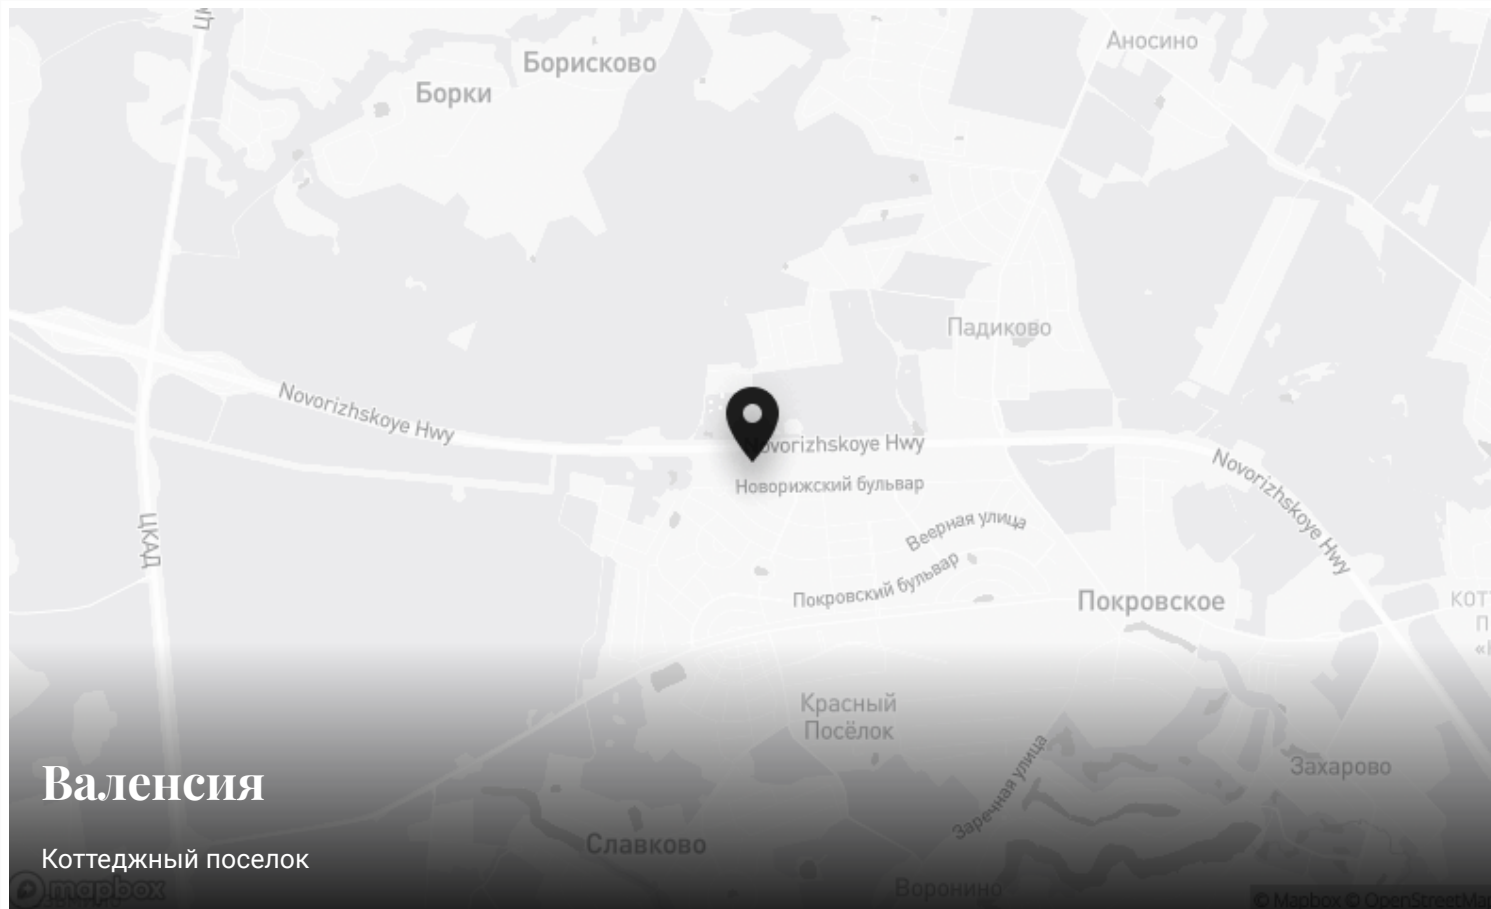 Аносино
Борисково
Борки
Падиково
Novorizhskoye Hwy
Novorizhskoye Hwy
Novorizhskoye Hwy
Новорижский бульвар
Веерная улица
ЦКАД
Покровский бульвар
Покровское
Красный
Посёлок
Заречная улица
Захарово
Валенсия
Славково
Коттеджный поселок
Воронино
mapbox
© Mapbox © OpenStreetMap